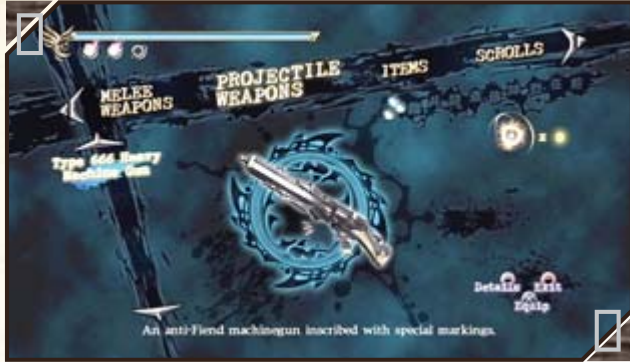 MELEE
WEAPONS
PROJECTILE
WEAPONS
ITEMS
SCROLLS
x
Type 666 Heavy
Machine Gun
Details Exit
Equip
An anti-Fiend machinegun inscribed with special markings.